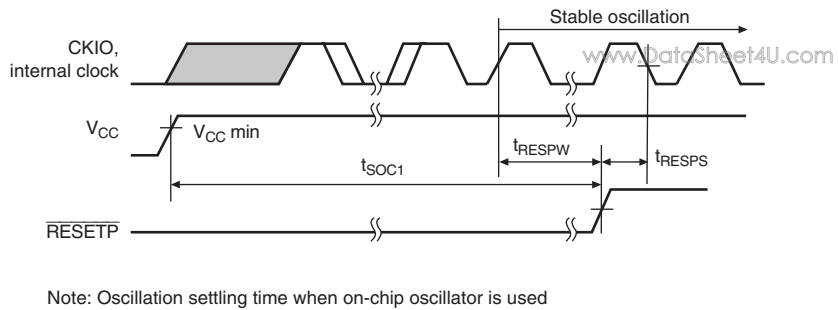 Stable oscillation
CKIO,
internal clock
www.DataSheet4U.com
VCC
VCC min
tRESPW
tRESPS
tSOC1
RESETP
Note: Oscillation settling time when on-chip oscillator is used